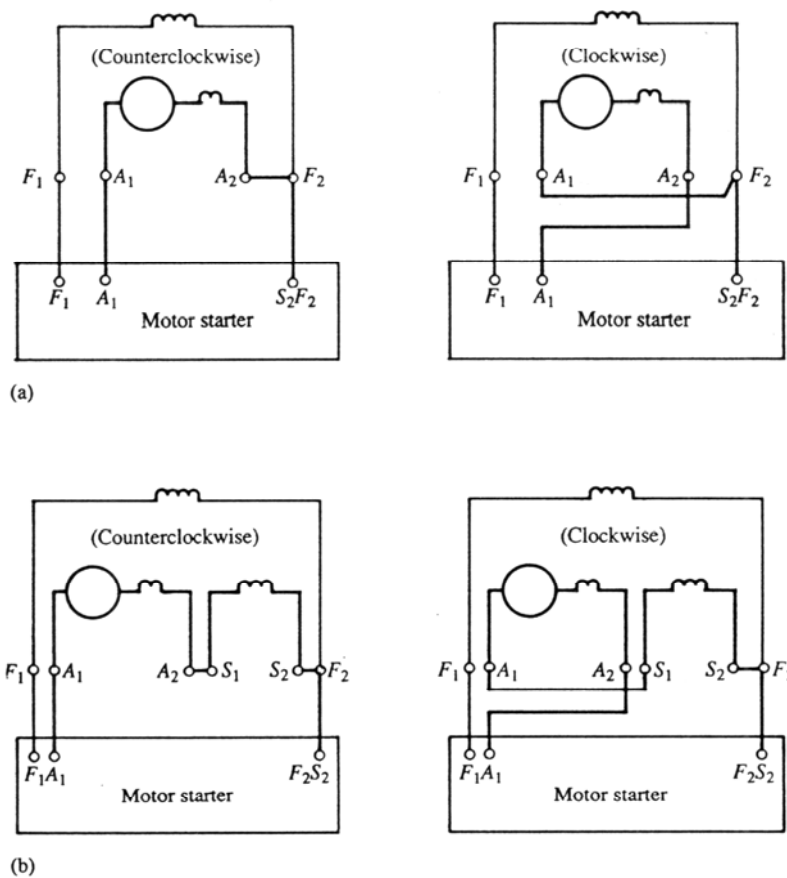 (Counterclockwise)
F₁ A₁ A₂ F₂
F₁ A₁ S₂F₂
Motor starter
(Clockwise)
F₁ A₁ A₂ F₂
F₁ A₁ S₂F₂
Motor starter
(a)
(Counterclockwise)
F₁ A₁ A₂ S₁ S₂ F₂
F₁A₁ F₂S₂
Motor starter
(Clockwise)
F₁ A₁ A₂ S₁ S₂
F₁A₁ F₂S₂
Motor starter
(b)